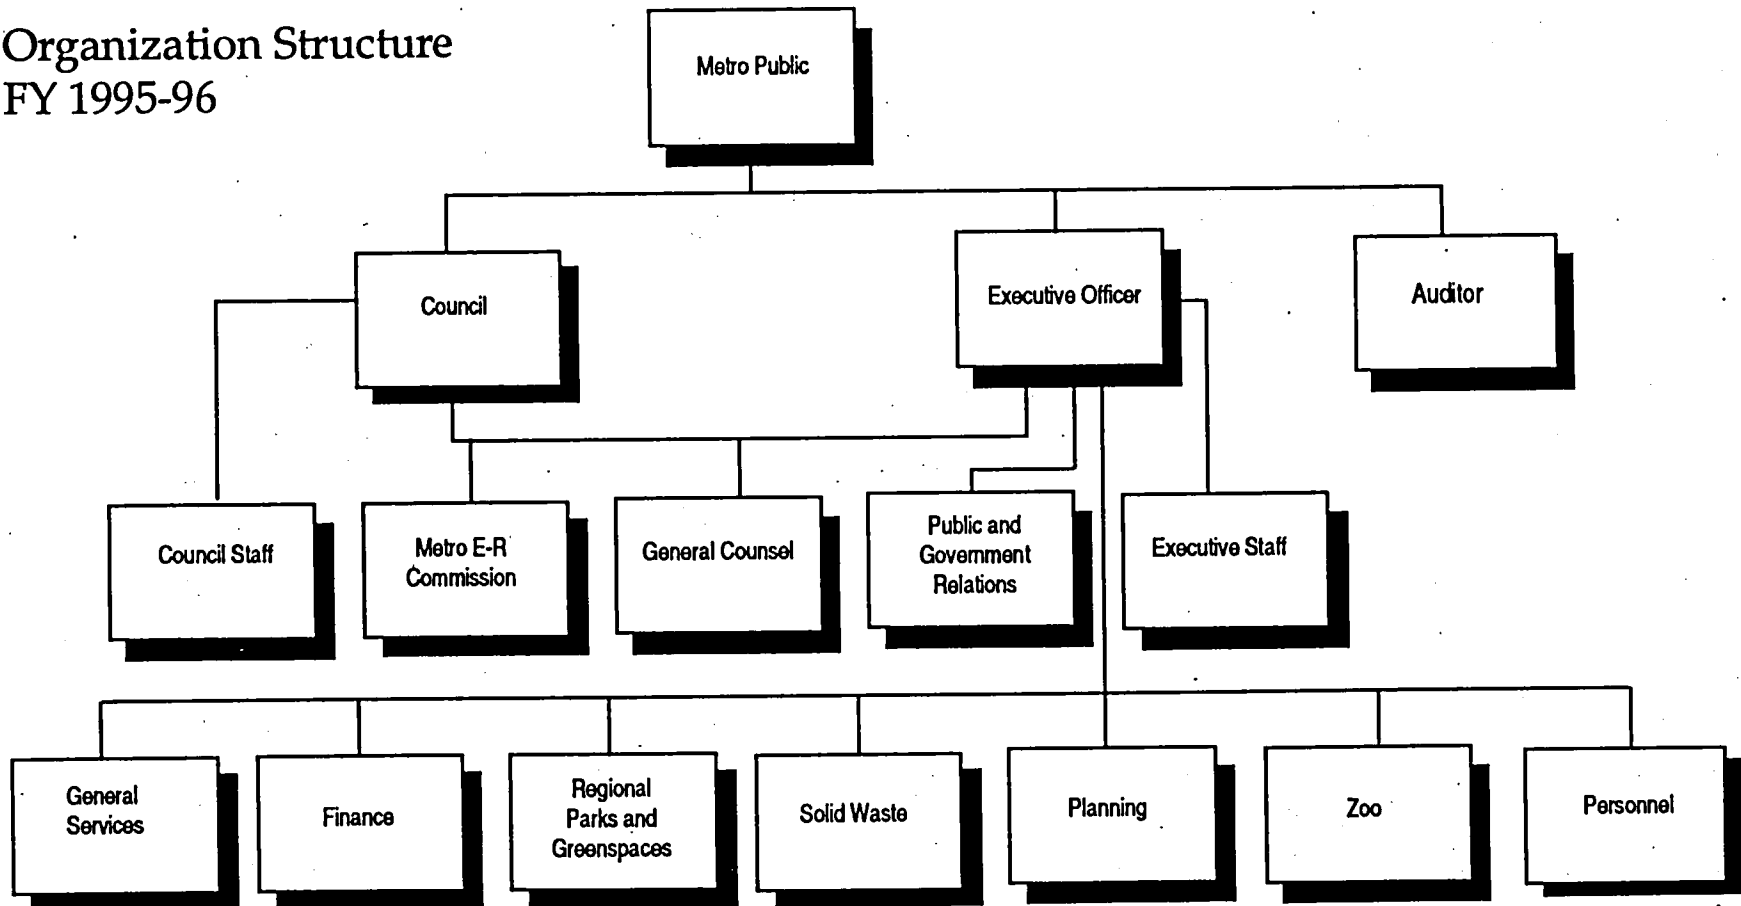 Organization Structure
FY 1995-96
Metro Public
Council
Executive Officer
Auditor
Council Staff
Metro E-R
Commission
General Counsel
Public and
Government
Relations
Executive Staff
General
Services
Finance
Regional
Parks and
Greenspaces
Solid Waste
Planning
Zoo
Personnel